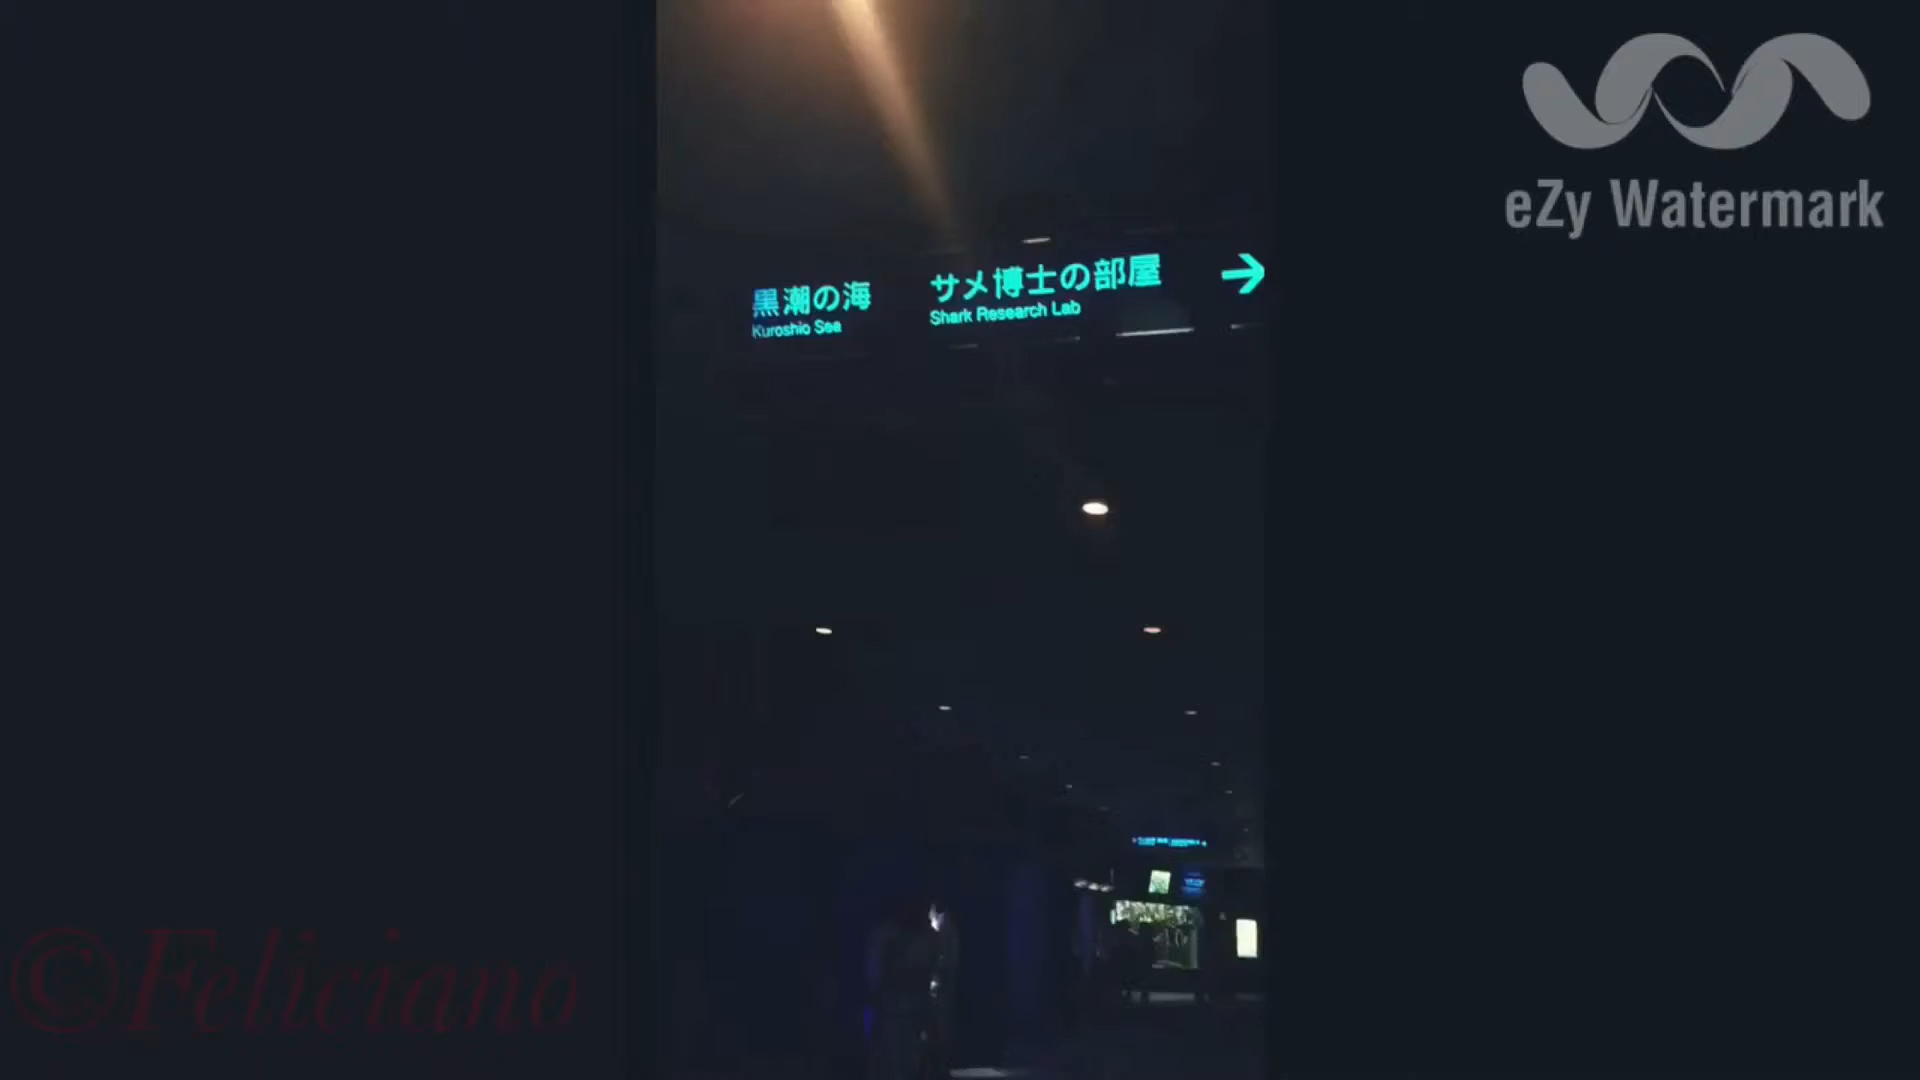 eZy Watermark
黒潮の海 サメ博士の部屋 →
Kuroshio Sea Shark Research Lab
©Feliciano